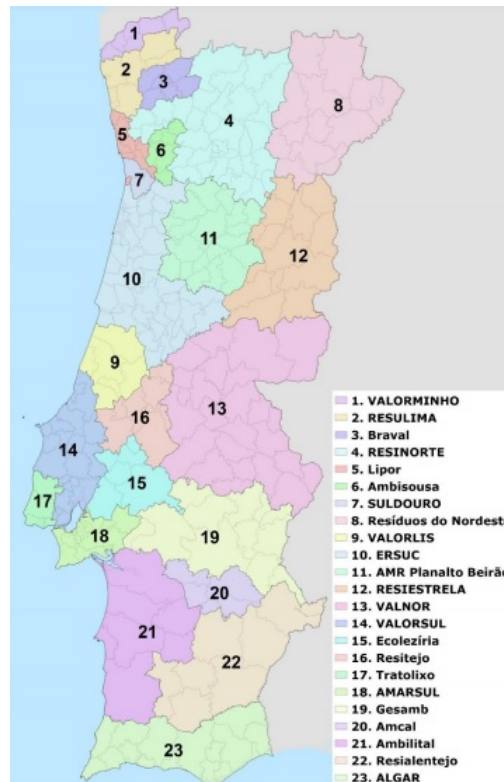 1
2
3
4
8
5
6
7
11
12
10
9
13
16
14
15
17
18
19
20
21
22
23
1. VALORMINHO
2. RESULIMA
3. Braval
4. RESINORTE
5. Lipor
6. Ambisousa
7. SULDOURO
8. Resíduos do Nordeste
9. VALORLIS
10. ERSUC
11. AMR Planalto Beirão
12. RESIESTRELA
13. VALNOR
14. VALORSUL
15. Ecolezíria
16. Resitejo
17. Tratolixo
18. AMARSUL
19. Gesamb
20. Amcal
21. Ambilital
22. Resialentejo
23. ALGAR